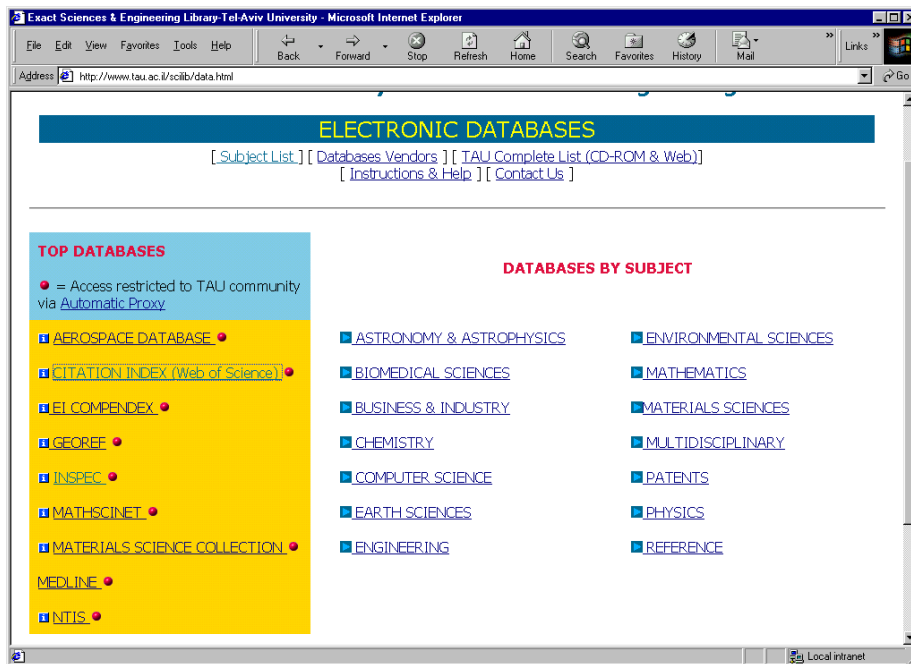 Exact Sciences & Engineering Library-Tel-Aviv University - Microsoft Internet Explorer
File Edit View Favorites Tools Help
Back Forward Stop Refresh Home Search Favorites History Mail » Links »
Address http://www.tau.ac.il/scilib/data.html Go
ELECTRONIC DATABASES
[ Subject List ] [ Databases Vendors ] [ TAU Complete List (CD-ROM & Web)]
[ Instructions & Help ] [ Contact Us ]
TOP DATABASES
= Access restricted to TAU community
via Automatic Proxy
DATABASES BY SUBJECT
AEROSPACE DATABASE
CITATION INDEX (Web of Science)
EI COMPENDEX
GEOREF
INSPEC
MATHSCINET
MATERIALS SCIENCE COLLECTION
MEDLINE
NTIS
ASTRONOMY & ASTROPHYSICS
BIOMEDICAL SCIENCES
BUSINESS & INDUSTRY
CHEMISTRY
COMPUTER SCIENCE
EARTH SCIENCES
ENGINEERING
ENVIRONMENTAL SCIENCES
MATHEMATICS
MATERIALS SCIENCES
MULTIDISCIPLINARY
PATENTS
PHYSICS
REFERENCE
Local intranet